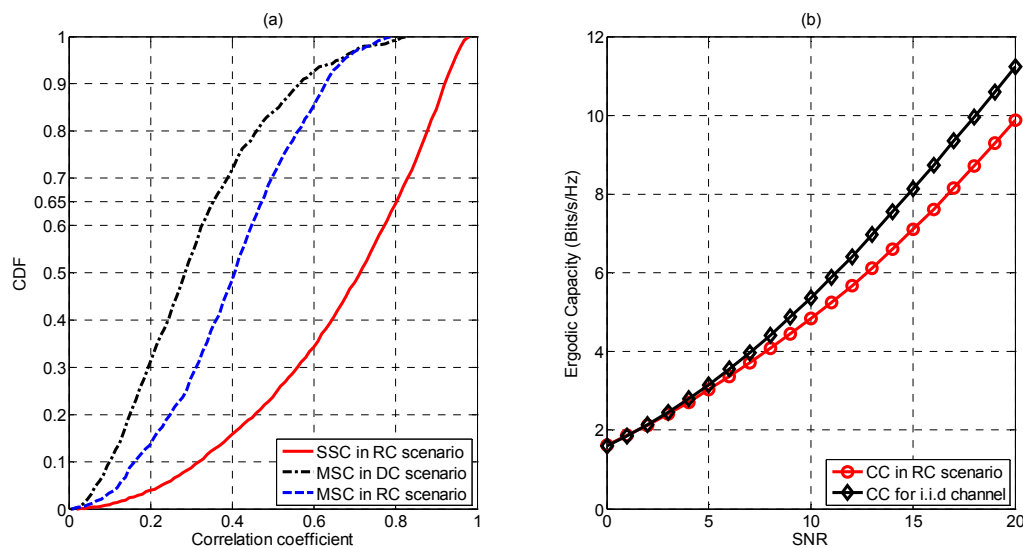 (a)
CDF
1
0.9
0.8
0.7
0.65
0.6
0.5
0.4
0.3
0.2
0.1
0
0
0.2
0.4
0.6
0.8
1
Correlation coefficient
SSC in RC scenario
MSC in DC scenario
MSC in RC scenario
(b)
Ergodic Capacity (Bits/s/Hz)
12
10
8
6
4
2
0
0
5
10
15
20
SNR
CC in RC scenario
CC for i.i.d channel